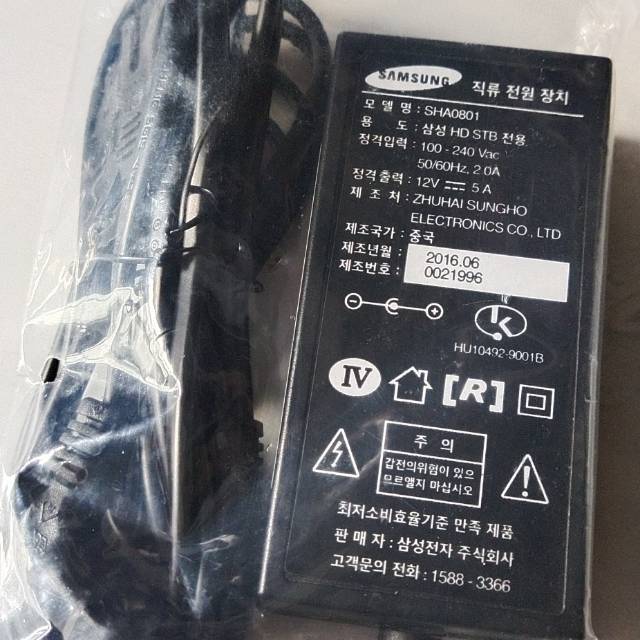 SAMSUNG 직류 전원 장치
모 델 명 : SHA0801
용 도 : 삼성 HD STB 전용
정격입력 : 100 - 240 Vac
50/60Hz, 2.0A
정격출력 : 12V ⎓ 5 A
제 조 처 : ZHUHAI SUNGHO
ELECTRONICS CO., LTD
제조국가 : 중국
제조년월 : 2016.06
제조번호 : 0021996
HU10492-9001B
IV [R]
주 의
감전의위험이 있으
므로열지 마십시오
최저소비효율기준 만족 제품
판 매 자 : 삼성전자 주식회사
고객문의 전화 : 1588 - 3366